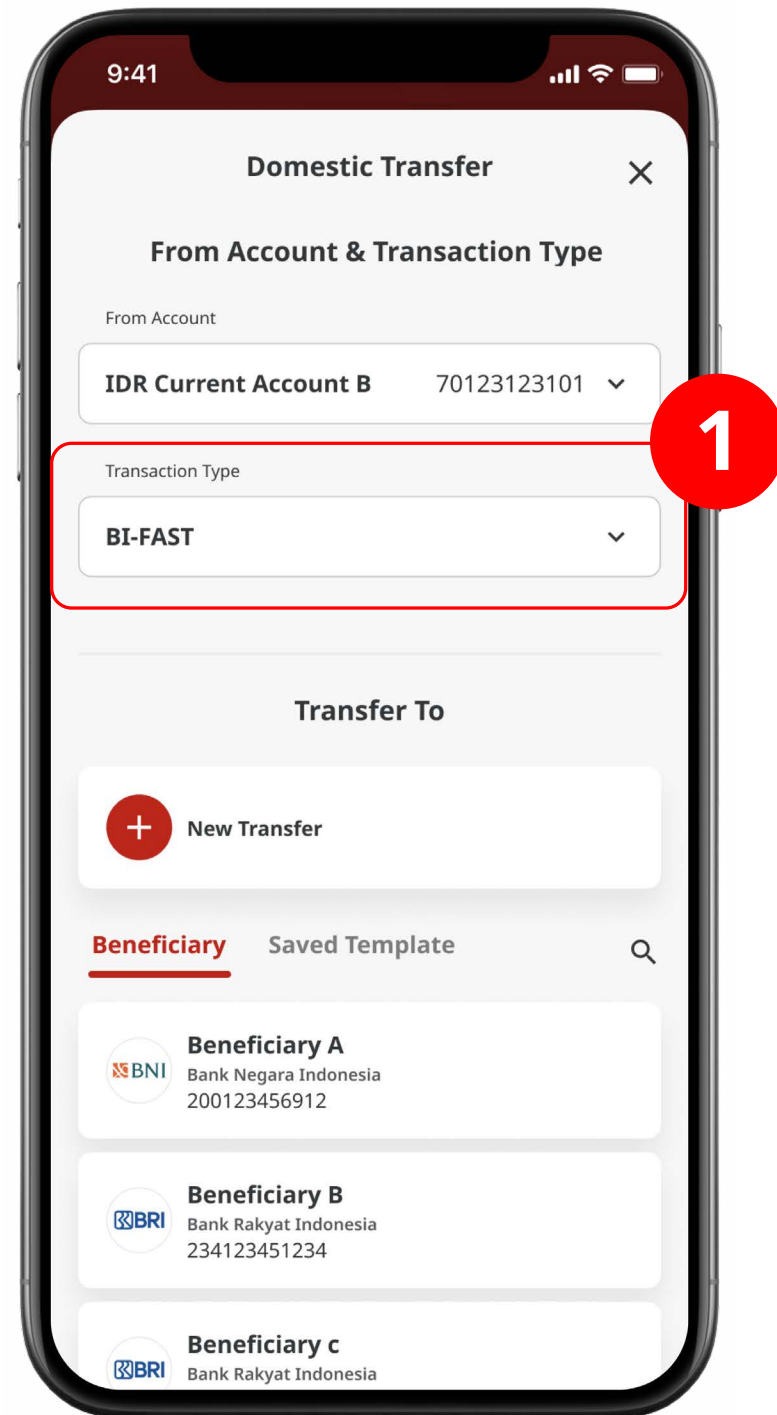 9:41
Domestic Transfer
From Account & Transaction Type
From Account
IDR Current Account B 70123123101
1
Transaction Type
BI-FAST
Transfer To
New Transfer
Beneficiary Saved Template
Beneficiary A
BNI
Bank Negara Indonesia
200123456912
Beneficiary B
BRI
Bank Rakyat Indonesia
234123451234
Beneficiary c
BRI
Bank Rakyat Indonesia